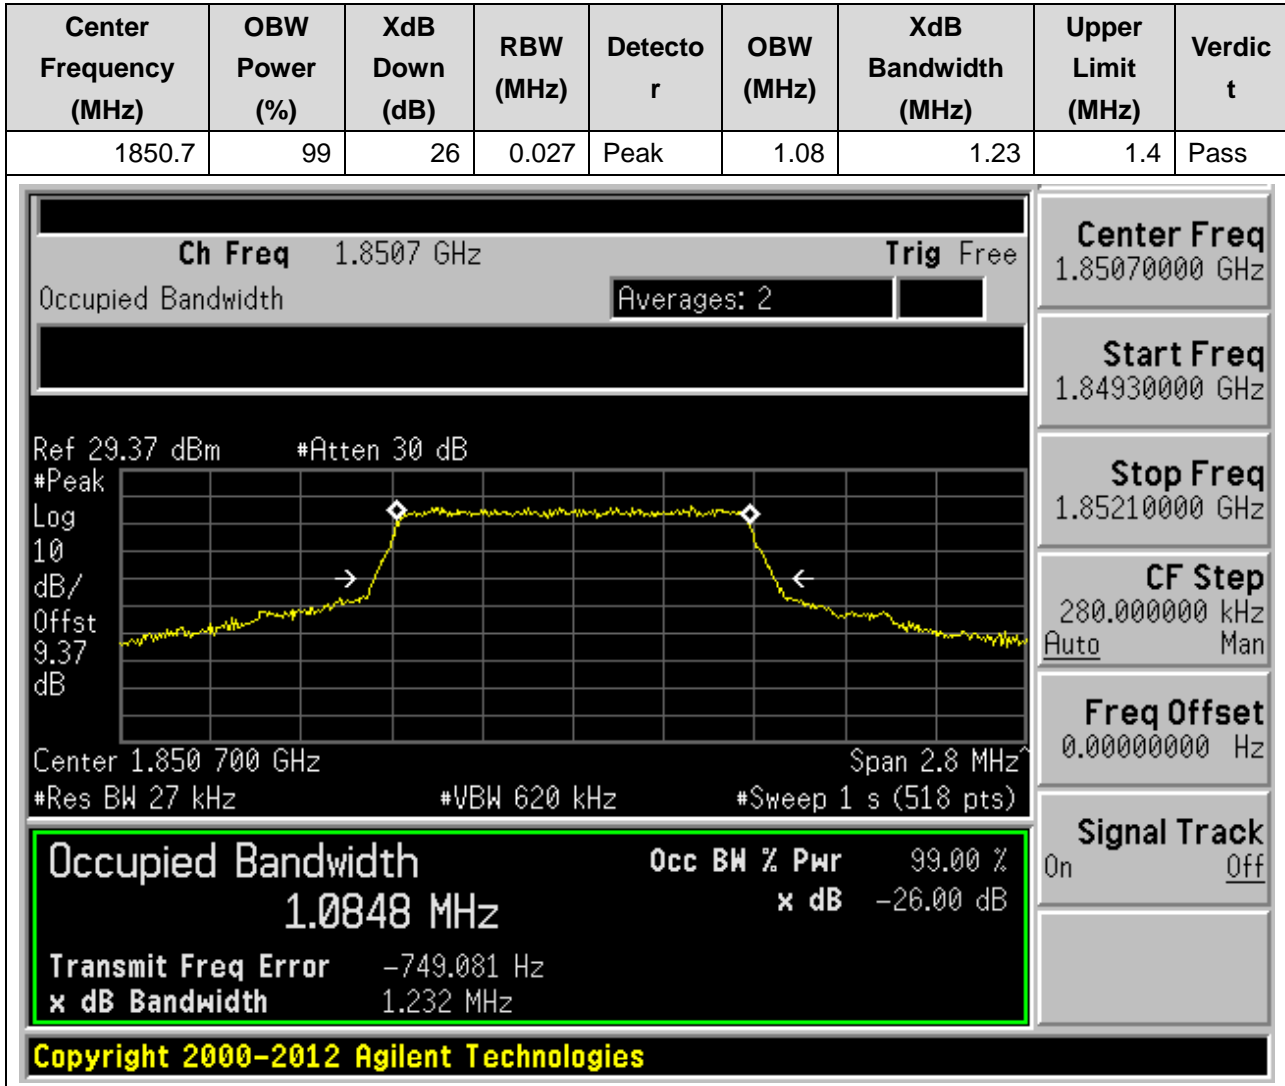 Center Frequency (MHz) OBW Power (%) XdB Down (dB) RBW (MHz) Detecto r OBW (MHz) XdB Bandwidth (MHz) Upper Limit (MHz) Verdic t
1850.7 99 26 0.027 Peak 1.08 1.23 1.4 Pass
Ch Freq 1.8507 GHz Trig Free
Occupied Bandwidth Averages: 2
Ref 29.37 dBm #Atten 30 dB
#Peak
Log
10
dB/
Offst
9.37
dB
Center 1.850 700 GHz Span 2.8 MHz^
#Res BW 27 kHz #VBW 620 kHz #Sweep 1 s (518 pts)
Occupied Bandwidth Occ BW % Pwr 99.00 %
1.0848 MHz x dB -26.00 dB
Transmit Freq Error -749.081 Hz
x dB Bandwidth 1.232 MHz
Copyright 2000-2012 Agilent Technologies
Center Freq
1.85070000 GHz
Start Freq
1.84930000 GHz
Stop Freq
1.85210000 GHz
CF Step
280.000000 kHz
Auto Man
Freq Offset
0.00000000 Hz
Signal Track
On Off